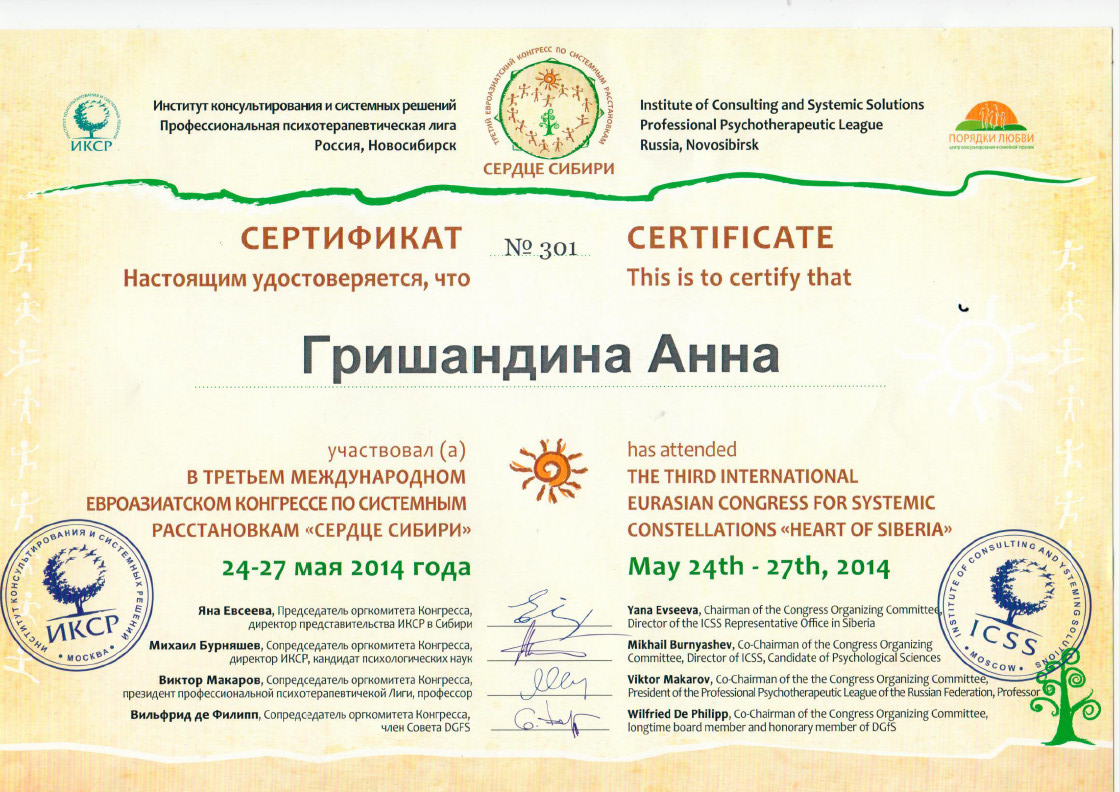 ТРЕТИЙ ЕВРОАЗИАТСКИЙ КОНГРЕСС ПО СИСТЕМНЫМ РАССТАНОВКАМ
СЕРДЦЕ СИБИРИ
ИКСР
Институт консультирования и системных решений
Профессиональная психотерапевтическая лига
Россия, Новосибирск
Institute of Consulting and Systemic Solutions
Professional Psychotherapeutic League
Russia, Novosibirsk
ПОРЯДКИ ЛЮБВИ
СЕРТИФИКАТ
№ 301
CERTIFICATE
Настоящим удостоверяется, что
This is to certify that
Гришандина Анна
участвовал (а)
В ТРЕТЬЕМ МЕЖДУНАРОДНОМ
ЕВРОАЗИАТСКОМ КОНГРЕССЕ ПО СИСТЕМНЫМ
РАССТАНОВКАМ «СЕРДЦЕ СИБИРИ»
24-27 мая 2014 года
has attended
THE THIRD INTERNATIONAL
EURASIAN CONGRESS FOR SYSTEMIC
CONSTELLATIONS «HEART OF SIBERIA»
May 24th - 27th, 2014
Яна Евсеева, Председатель оргкомитета Конгресса,
директор представительства ИКСР в Сибири
Михаил Бурняшев, Сопредседатель оргкомитета Конгресса,
директор ИКСР, кандидат психологических наук
Виктор Макаров, Сопредседатель оргкомитета Конгресса,
президент профессиональной психотерапевтичекой Лиги, профессор
Вильфрид де Филипп, Сопредседатель оргкомитета Конгресса,
член Совета DGFS
Yana Evseeva, Chairman of the Congress Organizing Committee,
Director of the ICSS Representative Office in Siberia
Mikhail Burnyashev, Co-Chairman of the Congress Organizing
Committee, Director of ICSS, Candidate of Psychological Sciences
Viktor Makarov, Co-Chairman of the the Congress Organizing Committee,
President of the Professional Psychotherapeutic League of the Russian Federation, Professor
Wilfried De Philipp, Co-Chairman of the Congress Organizing Committee,
longtime board member and honorary member of DGfS
ИНСТИТУТ КОНСУЛЬТИРОВАНИЯ И СИСТЕМНЫХ РЕШЕНИЙ
ИКСР
• МОСКВА •
INSTITUTE OF CONSULTING AND YSTEMING SOLUTIONS
ICSS
• MOSCOW •